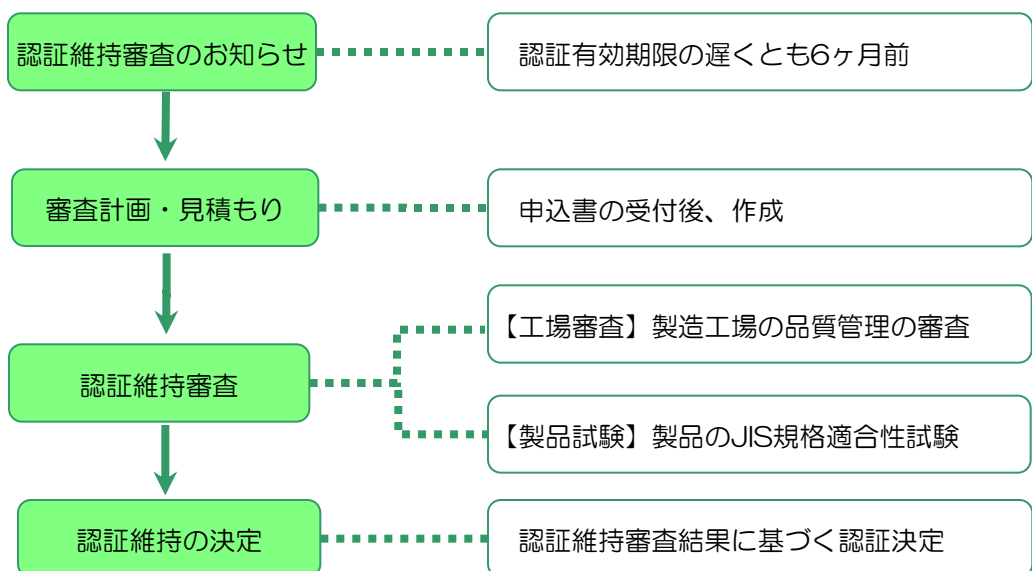 認証維持審査のお知らせ
認証有効期限の遅くとも6ヶ月前
審査計画・見積もり
申込書の受付後、作成
認証維持審査
【工場審査】製造工場の品質管理の審査
【製品試験】製品のJIS規格適合性試験
認証維持の決定
認証維持審査結果に基づく認証決定